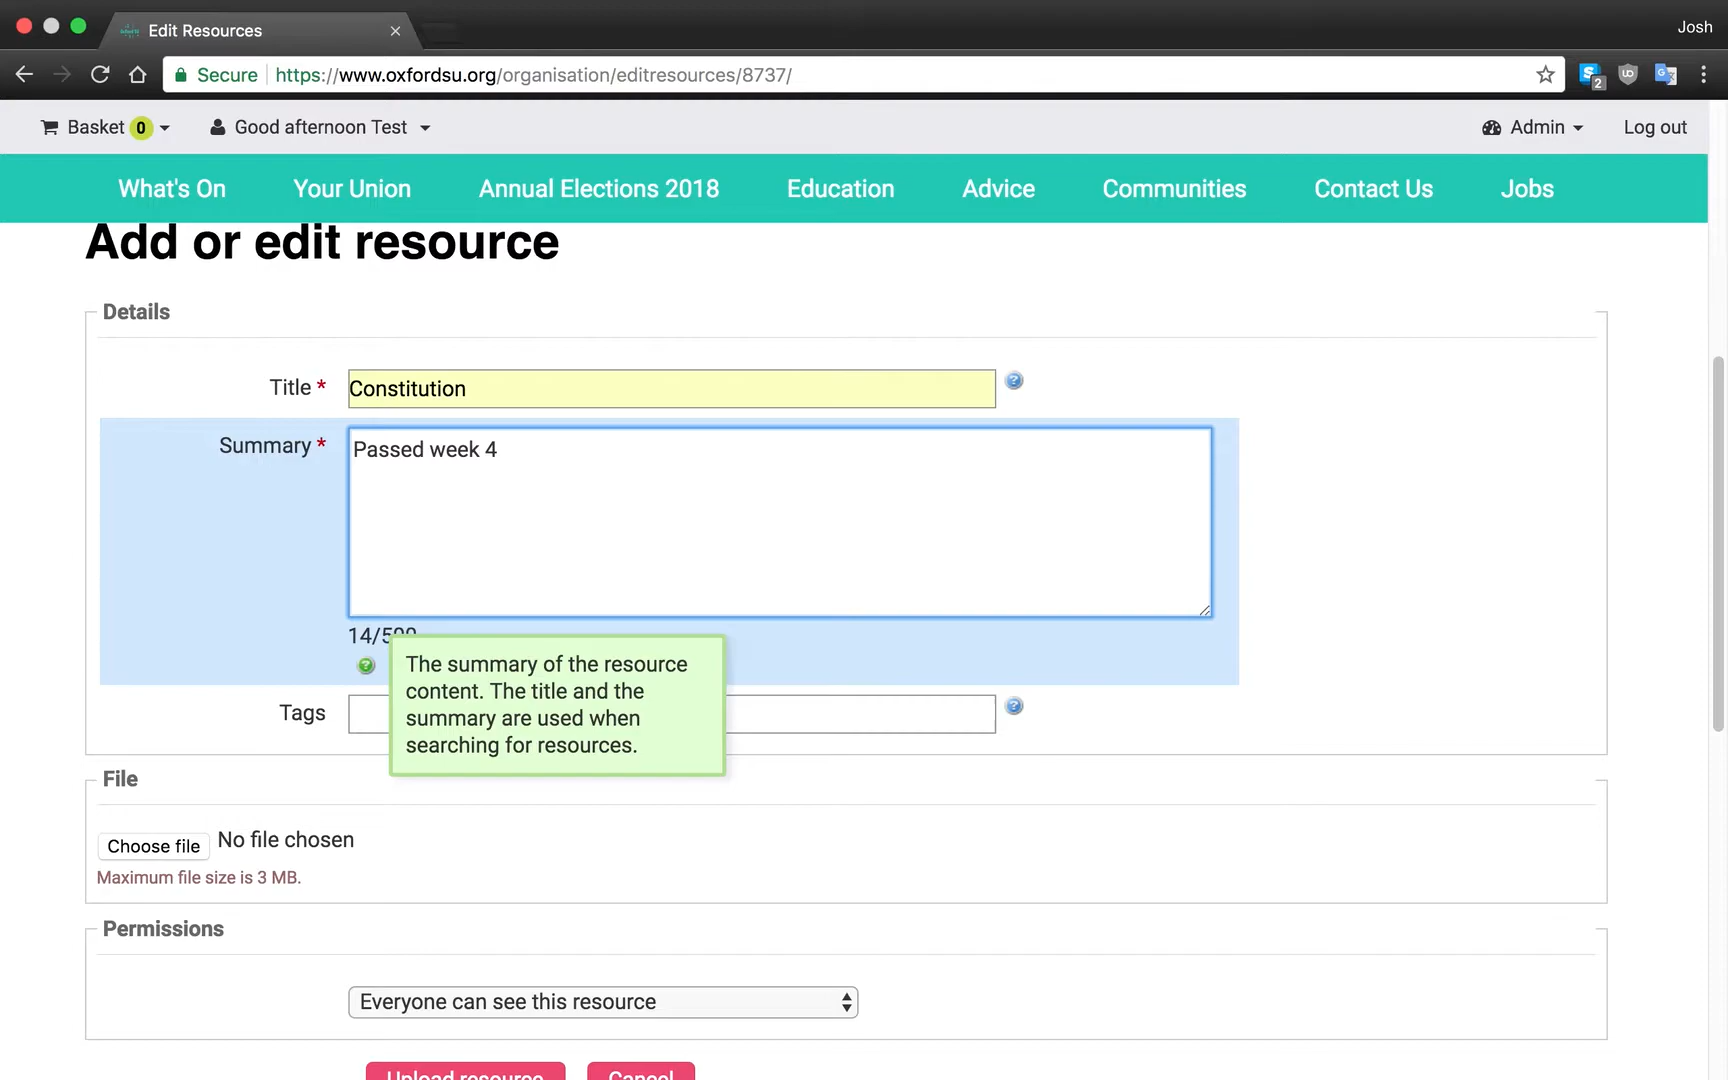 Edit Resources
Josh
Secure https://www.oxfordsu.org/organisation/editresources/8737/
2
Basket 0 Good afternoon Test Admin Log out
What's On Your Union Annual Elections 2018 Education Advice Communities Contact Us Jobs
Add or edit resource
Details
Title * Constitution
Summary * Passed week 4
14/500
The summary of the resource
content. The title and the
Tags
summary are used when
searching for resources.
File
Choose file No file chosen
Maximum file size is 3 MB.
Permissions
Everyone can see this resource
Upload resource Cancel